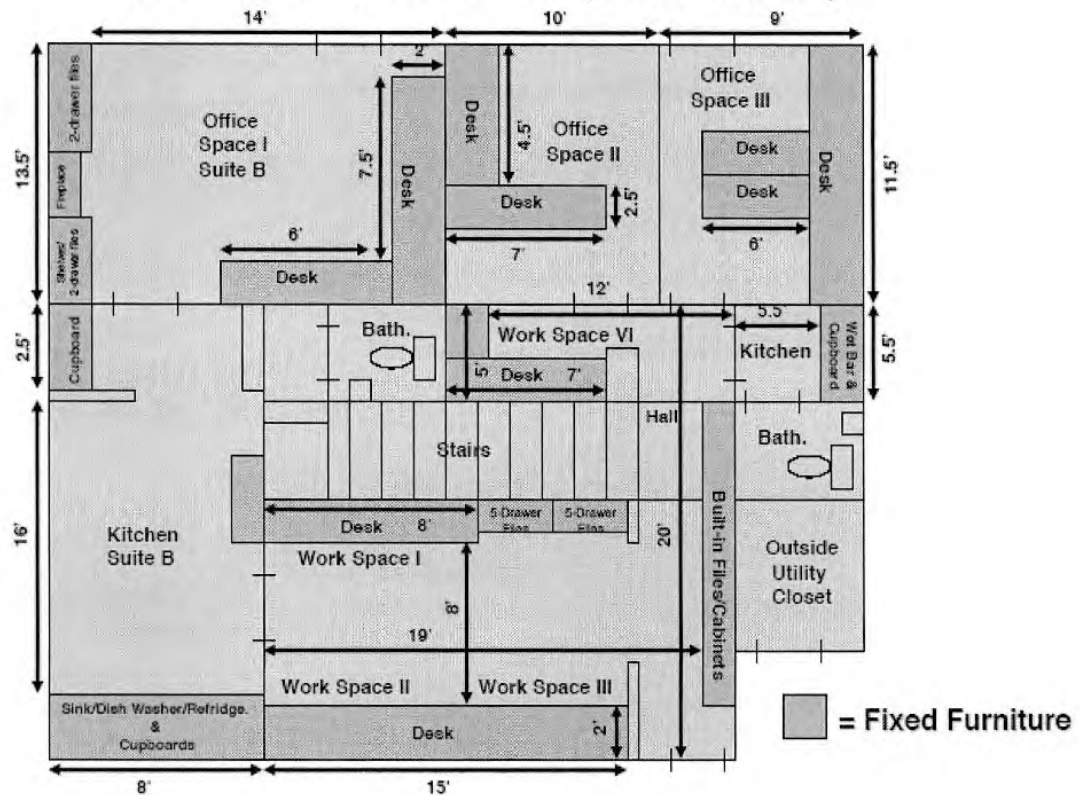 14'
10'
9'
2-drawer files
Office
Space I
Suite B
2'
Desk
4.5'
Office
Space II
Office
Space III
Desk
Desk
Desk
13.5'
Fireplace
7.5'
Desk
Desk
2.5'
11.5'
Shelves/
2-drawer files
6'
Desk
7'
6'
12'
5.5'
2.5'
Cupboard
Bath.
Work Space VI
5'
Desk
7'
Kitchen
Wet Bar &
Cupboard
5.5'
Hall
Stairs
Bath.
16'
Kitchen
Suite B
Desk
8'
5-Drawer
Files
5-Drawer
Files
Work Space I
20'
Built-in Files/Cabinets
Outside
Utility
Closet
8'
19'
Work Space II
Work Space III
Sink/Dish Washer/Refridge.
&
Cupboards
Desk
2'
= Fixed Furniture
8'
15'